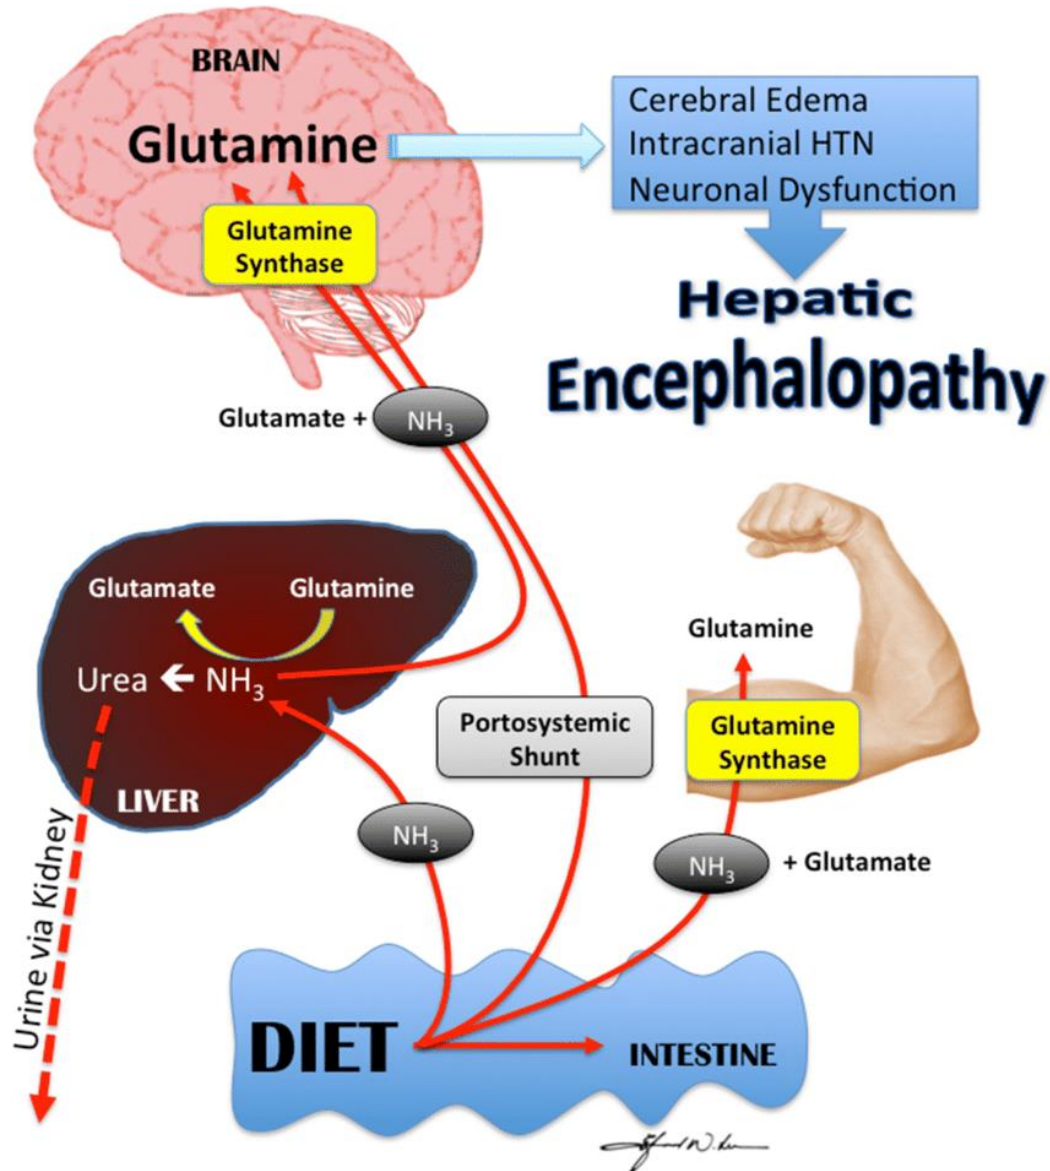 BRAIN
Glutamine
Glutamine
Synthase
Cerebral Edema
Intracranial HTN
Neuronal Dysfunction
Hepatic
Encephalopathy
Glutamate + NH₃
Glutamate
Glutamine
Urea ← NH₃
LIVER
Urine via Kidney
Portosystemic
Shunt
Glutamine
Glutamine
Synthase
NH₃
NH₃ + Glutamate
DIET
INTESTINE